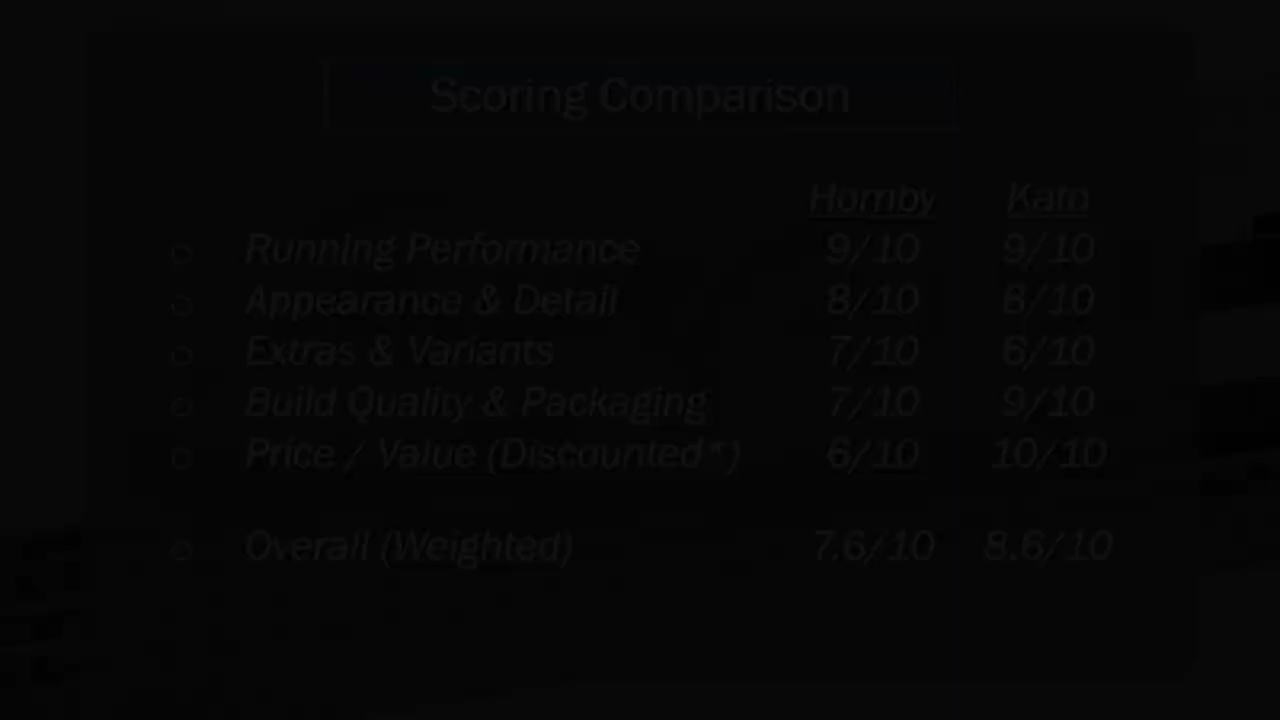 Scoring Comparison
Hornby Kato
Running Performance 9/10 9/10
Appearance & Detail 8/10 8/10
Extras & Variants 7/10 6/10
Build Quality & Packaging 7/10 9/10
Price / Value (Discounted*) 6/10 10/10
Overall (Weighted) 7.6/10 8.6/10